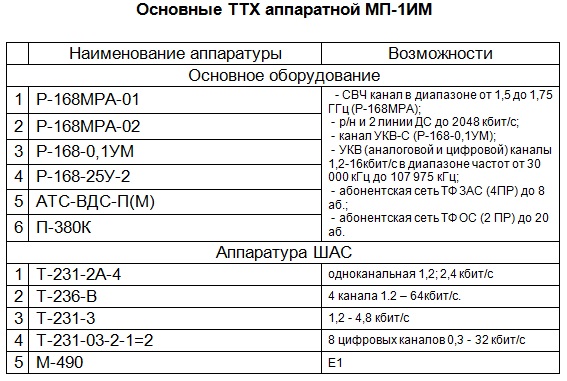 Основные ТТХ аппаратной МП-1ИМ
Наименование аппаратуры Возможности
Основное оборудование
1 Р-168МРА-01
2 Р-168МРА-02
3 Р-168-0,1УМ
4 Р-168-25У-2
5 АТС-ВДС-П(М)
6 П-380К
- СВЧ канал в диапазоне от 1,5 до 1,75
ГГц (Р-168МРА);
- р/н и 2 линии ДС до 2048 кбит/с;
- канал УКВ-С (Р-168-0,1УМ);
- УКВ (аналоговой и цифровой) каналы
1,2-16кбит/с в диапазоне частот от 30
000 кГц до 107 975 кГц;
- абонентская сеть ТФ ЗАС (4ПР) до 8
аб.;
- абонентская сеть ТФ ОС (2 ПР) до 20
аб.
Аппаратура ШАС
1 Т-231-2А-4 одноканальная 1,2; 2,4 кбит/с
2 Т-236-В 4 канала 1.2 – 64кбит/с.
3 Т-231-3 1,2 - 4,8 кбит/с
4 Т-231-03-2-1=2 8 цифровых каналов 0,3 - 32 кбит/с
5 М-490 Е1